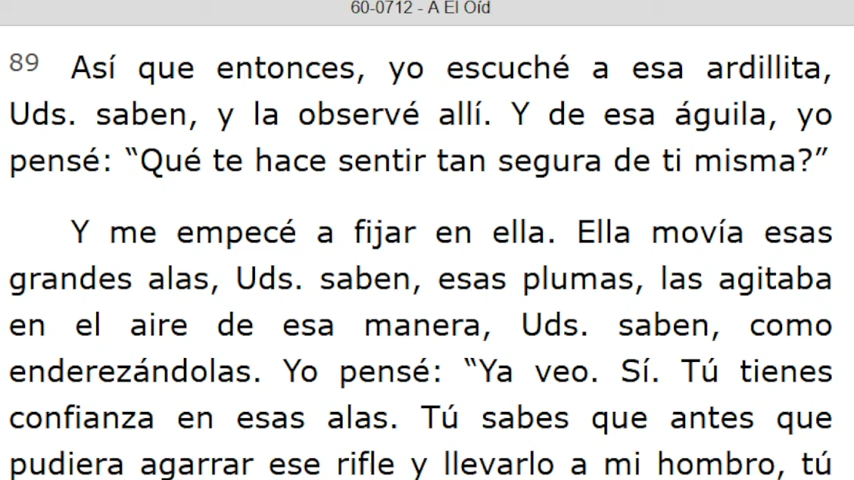 60-0712 - A El Oíd
89 Así que entonces, yo escuché a esa ardillita,
Uds. saben, y la observé allí. Y de esa águila, yo
pensé: “Qué te hace sentir tan segura de ti misma?”
Y me empecé a fijar en ella. Ella movía esas
grandes alas, Uds. saben, esas plumas, las agitaba
en el aire de esa manera, Uds. saben, como
enderezándolas. Yo pensé: “Ya veo. Sí. Tú tienes
confianza en esas alas. Tú sabes que antes que
pudiera agarrar ese rifle y llevarlo a mi hombro, tú